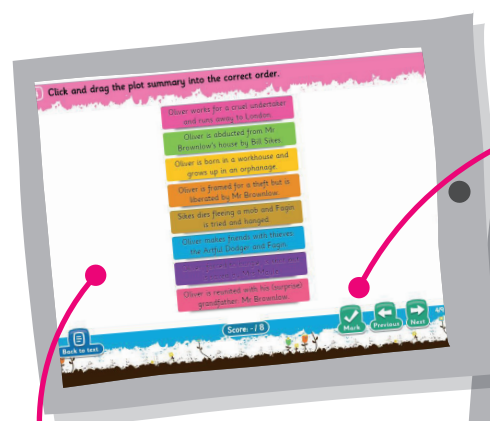 Click and drag the plot summary into the correct order.
Oliver works for a cruel undertaker
and runs away to London.
Oliver is abducted from Mr
Brownlow's house by Bill Sikes.
Oliver is born in a workhouse and
grows up in an orphanage.
Oliver is framed for a theft but is
liberated by Mr Brownlow.
Sikes dies fleeing a mob and Fagin
is tried and hanged.
Oliver makes friends with thieves
the Artful Dodger and Fagin.
Oliver is reunited with his (surprise)
grandfather, Mr Brownlow.
Score: - / 8
Mark
Previous
Next
Back to text